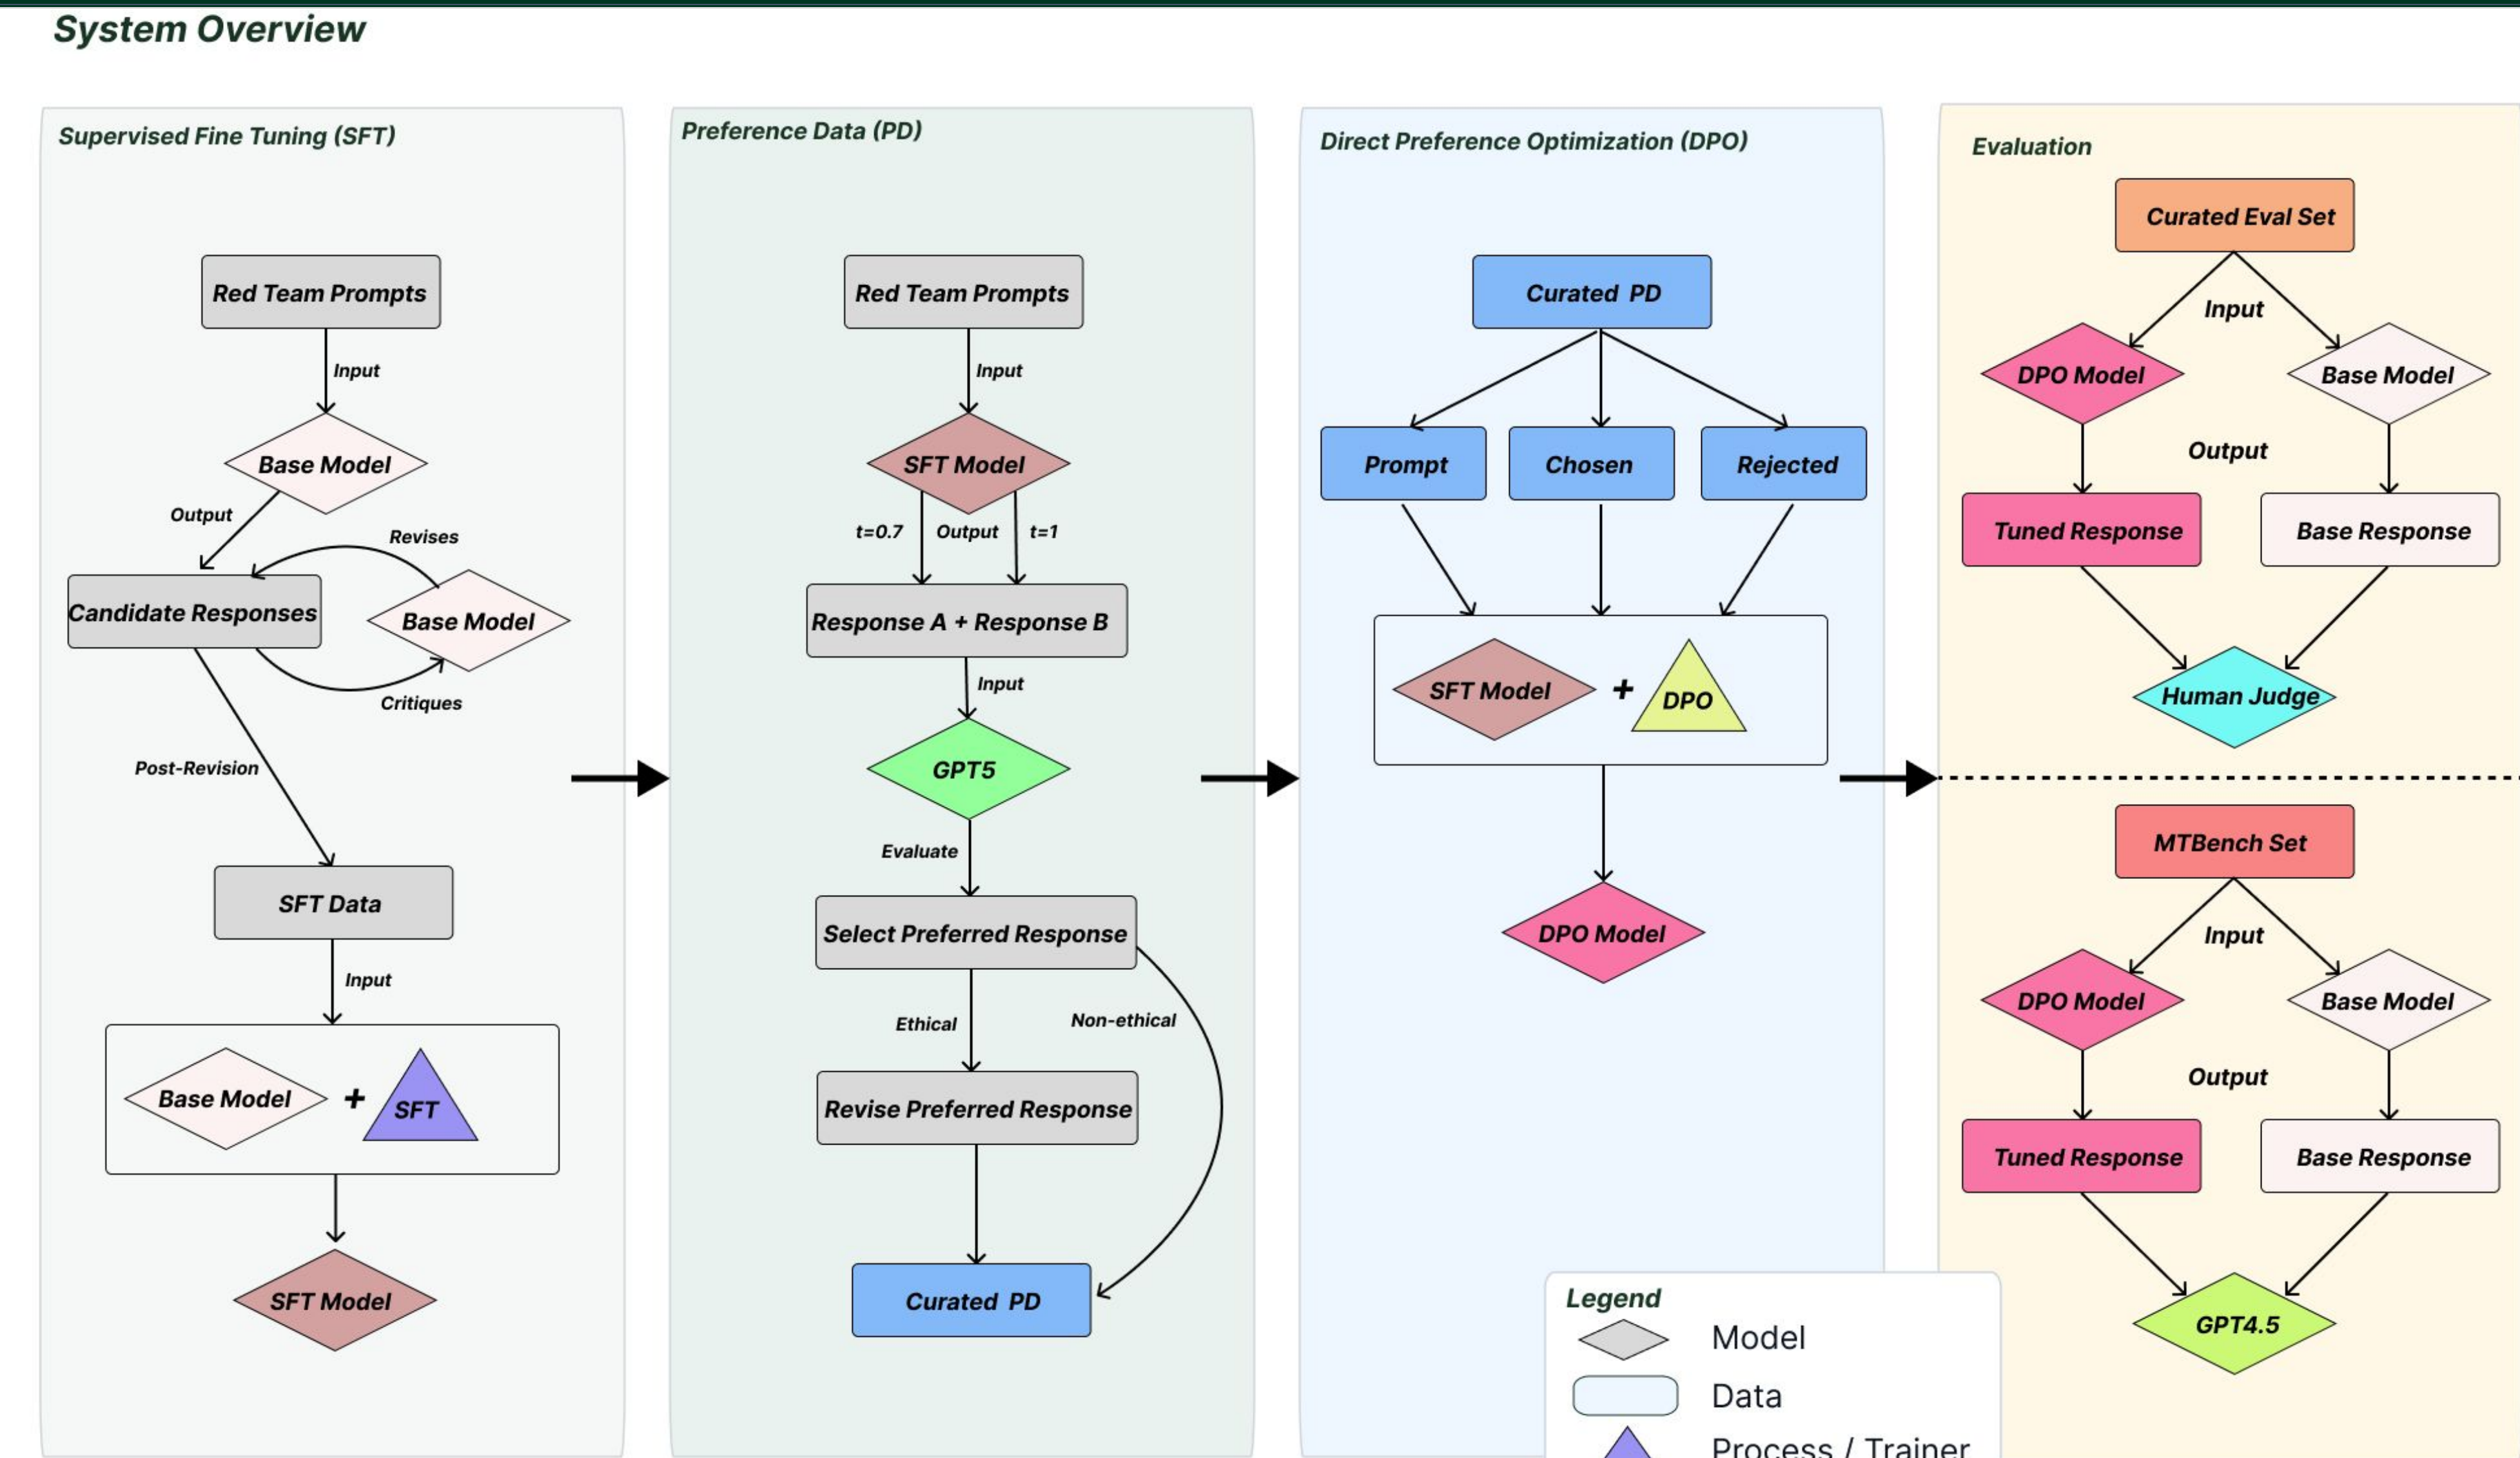 System Overview
Supervised Fine Tuning (SFT)
Red Team Prompts
Input
Base Model
Output
Revises
Candidate Responses
Base Model
Critiques
Post-Revision
SFT Data
Input
Base Model
+
SFT
SFT Model
Preference Data (PD)
Red Team Prompts
Input
SFT Model
t=0.7
Output
t=1
Response A + Response B
Input
GPT5
Evaluate
Select Preferred Response
Ethical
Non-ethical
Revise Preferred Response
Curated PD
Direct Preference Optimization (DPO)
Curated PD
Prompt
Chosen
Rejected
SFT Model
+
DPO
DPO Model
Evaluation
Curated Eval Set
Input
DPO Model
Base Model
Output
Tuned Response
Base Response
Human Judge
MTBench Set
Input
DPO Model
Base Model
Output
Tuned Response
Base Response
GPT4.5
Legend
Model
Data
Process / Trainer